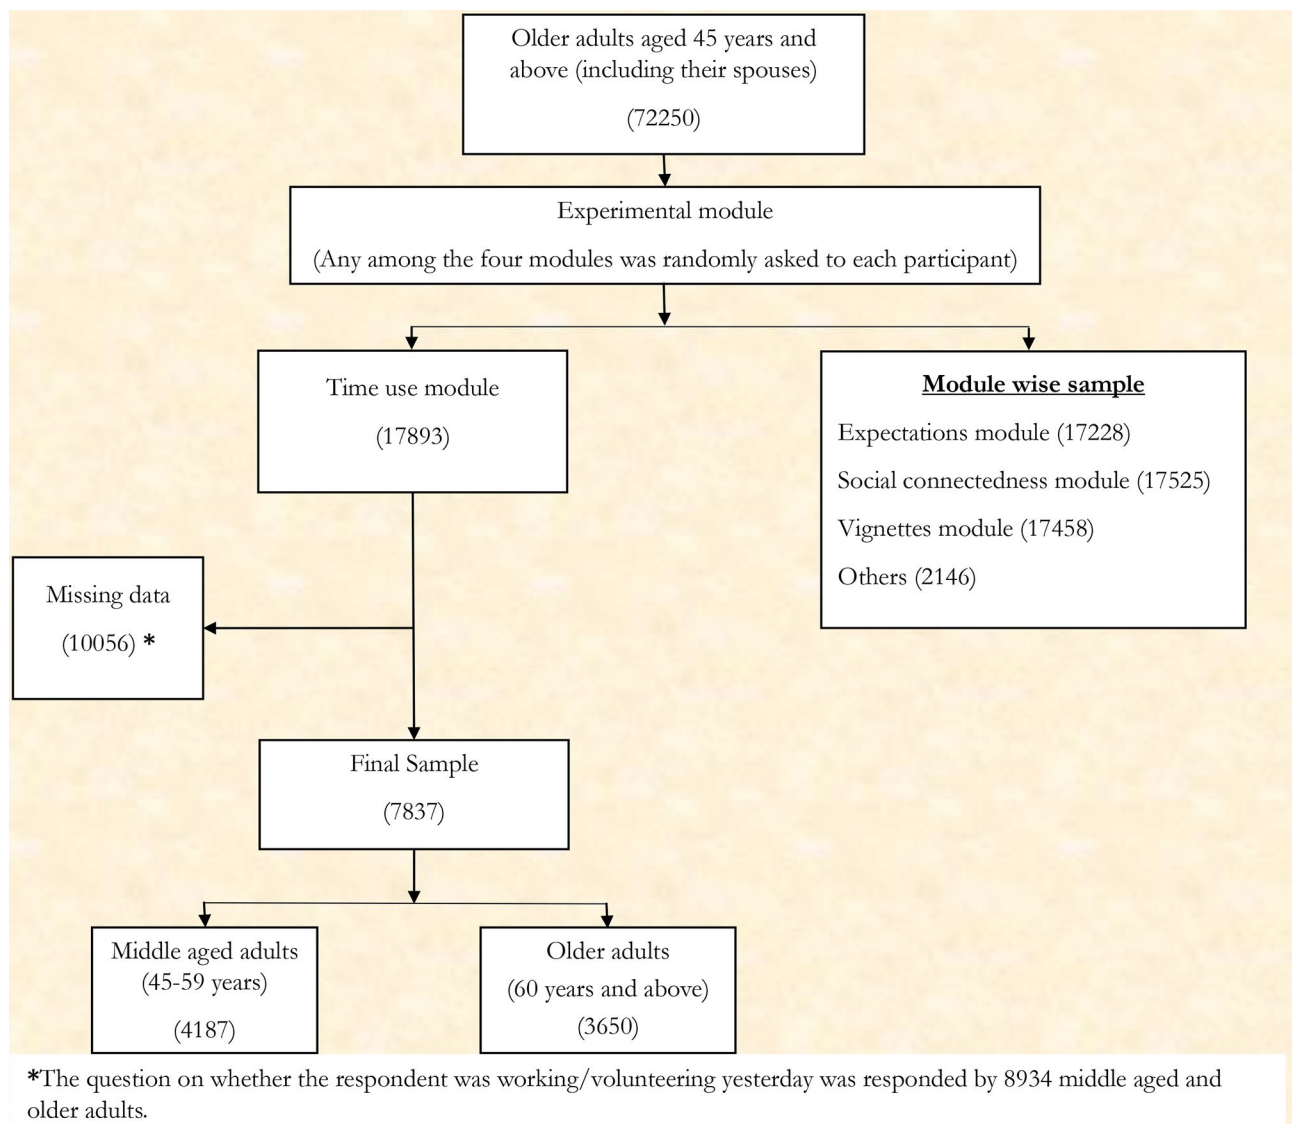 Older adults aged 45 years and
above (including their spouses)
(72250)
Experimental module
(Any among the four modules was randomly asked to each participant)
Time use module
(17893)
Module wise sample
Expectations module (17228)
Social connectedness module (17525)
Vignettes module (17458)
Others (2146)
Missing data
(10056) *
Final Sample
(7837)
Middle aged adults
(45-59 years)
(4187)
Older adults
(60 years and above)
(3650)
*The question on whether the respondent was working/volunteering yesterday was responded by 8934 middle aged and
older adults.